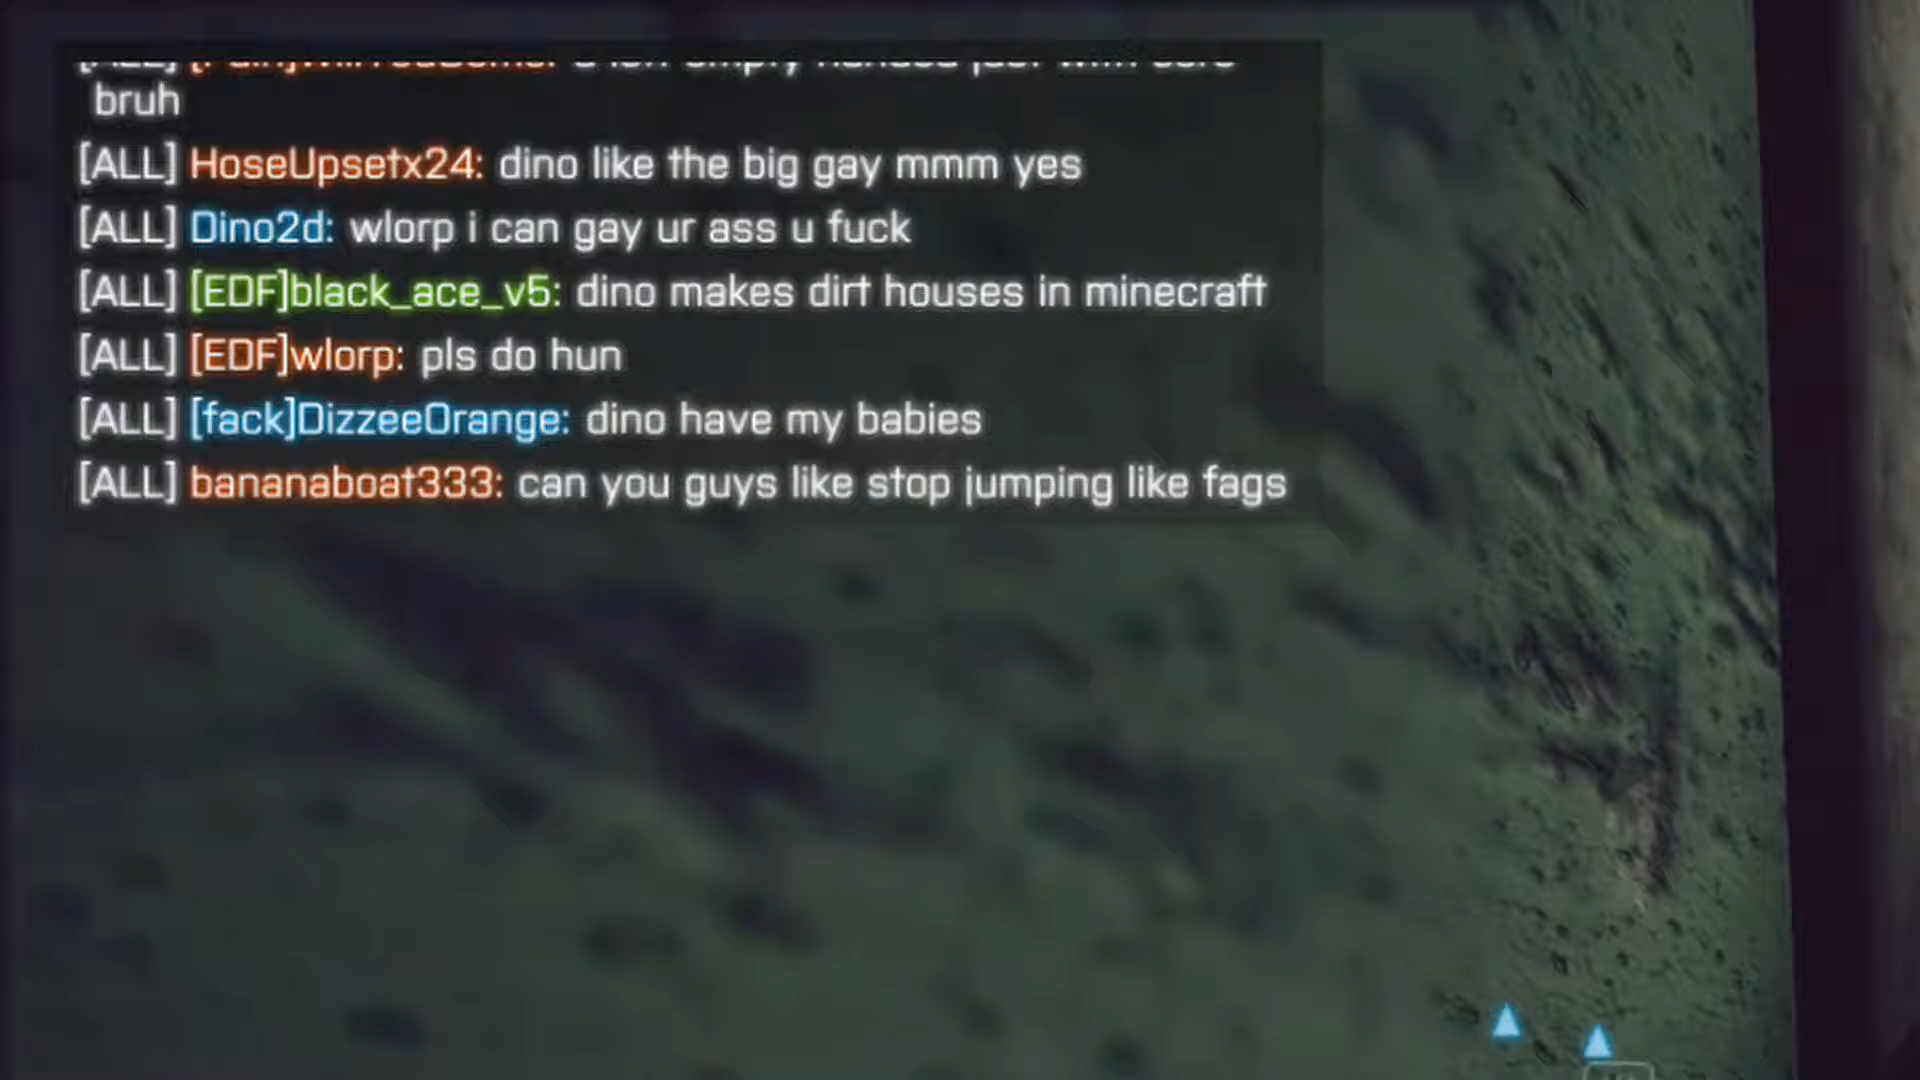 [ALL]
bruh
[ALL] HoseUpsetx24: dino like the big gay mmm yes
[ALL] Dino2d: wlorp i can gay ur ass u fuck
[ALL] [EDF]black_ace_v5: dino makes dirt houses in minecraft
[ALL] [EDF]wlorp: pls do hun
[ALL] [fack]DizzeeOrange: dino have my babies
[ALL] bananaboat333: can you guys like stop jumping like fags